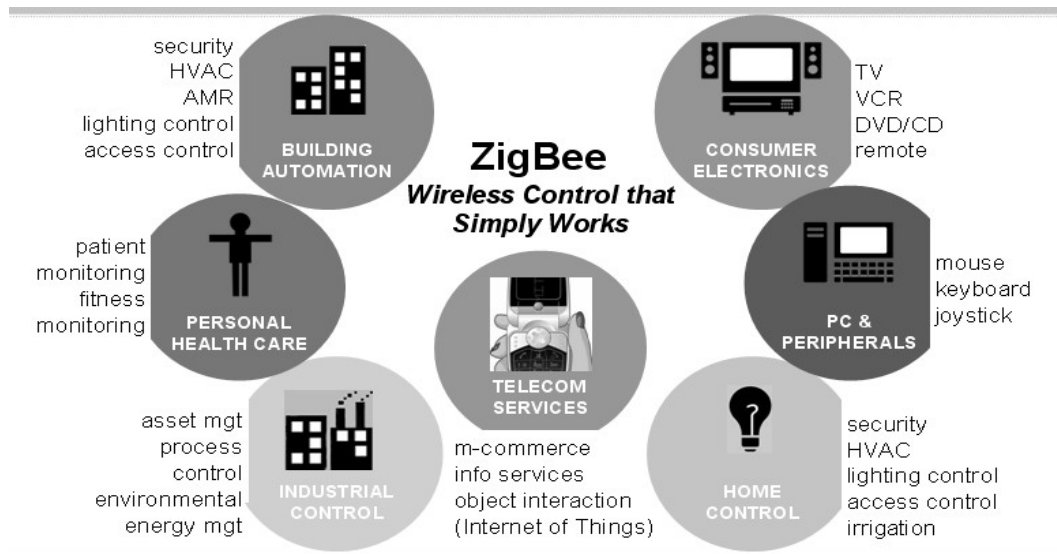 security
HVAC
AMR
lighting control
access control
BUILDING
AUTOMATION
ZigBee
Wireless Control that
Simply Works
CONSUMER
ELECTRONICS
TV
VCR
DVD/CD
remote
patient
monitoring
fitness
monitoring
PERSONAL
HEALTH CARE
TELECOM
SERVICES
m-commerce
info services
object interaction
(Internet of Things)
PC &
PERIPHERALS
mouse
keyboard
joystick
asset mgt
process
control
environmental
energy mgt
INDUSTRIAL
CONTROL
?
HOME
CONTROL
security
HVAC
lighting control
access control
irrigation